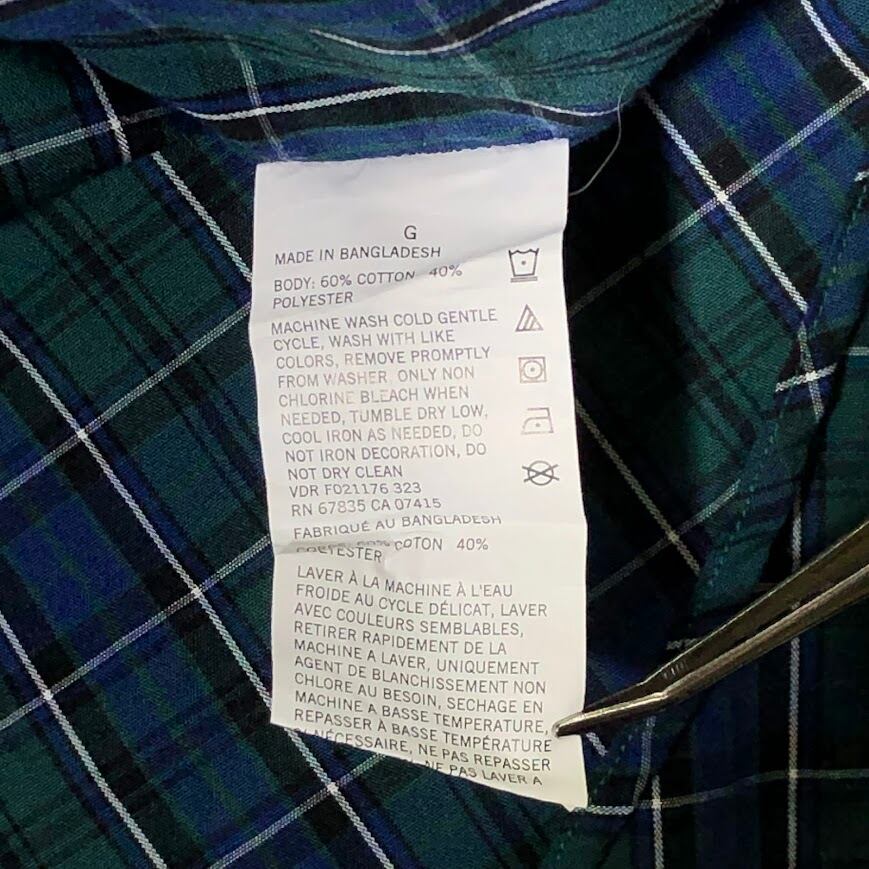 G
MADE IN BANGLADESH
BODY: 60% COTTON 40%
POLYESTER
MACHINE WASH COLD GENTLE
CYCLE, WASH WITH LIKE
COLORS, REMOVE PROMPTLY
FROM WASHER, ONLY NON
CHLORINE BLEACH WHEN
NEEDED, TUMBLE DRY LOW,
COOL IRON AS NEEDED, DO
NOT IRON DECORATION, DO
NOT DRY CLEAN
VDR F021176 323
RN 67835 CA 07415
FABRIQUÉ AU BANGLADESH
COTON 40%
LAVER À LA MACHINE À L'EAU
FROIDE AU CYCLE DÉLICAT, LAVER
AVEC COULEURS SEMBLABLES,
RETIRER RAPIDEMENT DE LA
MACHINE A LAVER, UNIQUEMENT
AGENT DE BLANCHISSEMENT NON
CHLORE AU BESOIN, SECHAGE EN
MACHINE A BASSE TEMPERATURE,
REPASSER À BASSE TEMPÉRATURE
NÉCESSAIRE, NE PAS REPASSER
NE PAS LAVER A